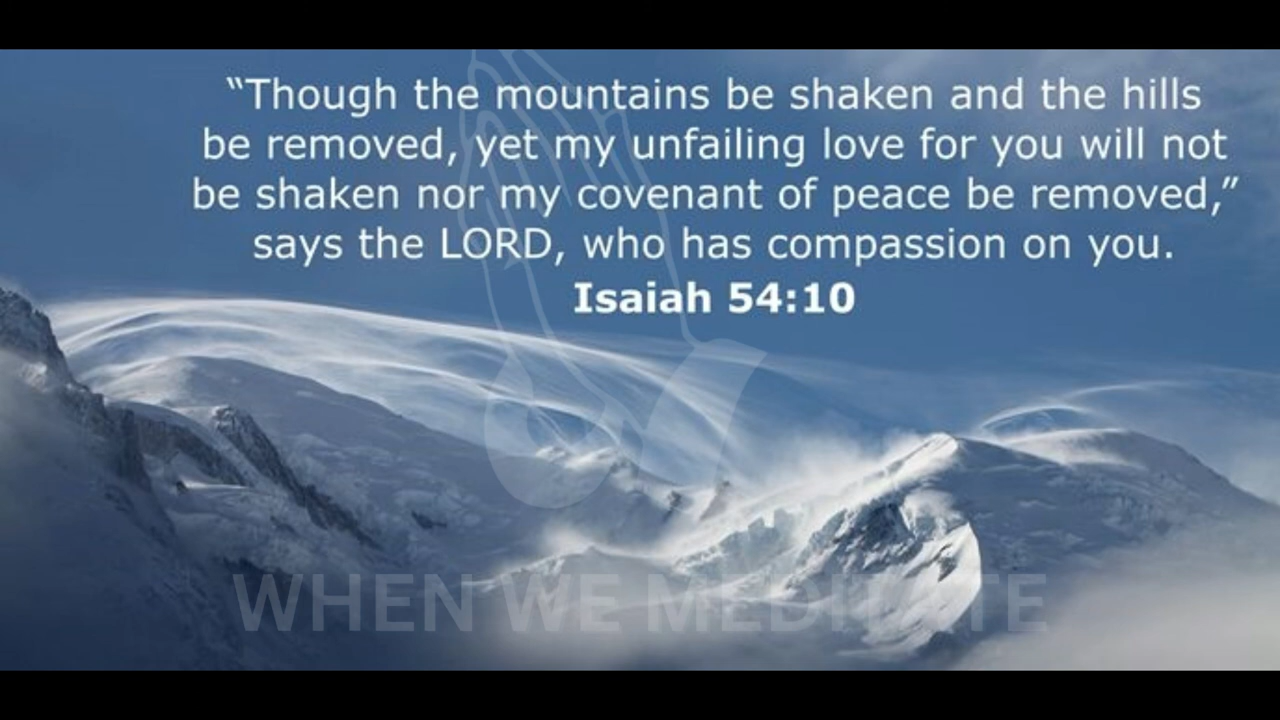 “Though the mountains be shaken and the hills
be removed, yet my unfailing love for you will not
be shaken nor my covenant of peace be removed,”
says the LORD, who has compassion on you.
Isaiah 54:10
WHEN WE MEDITATE